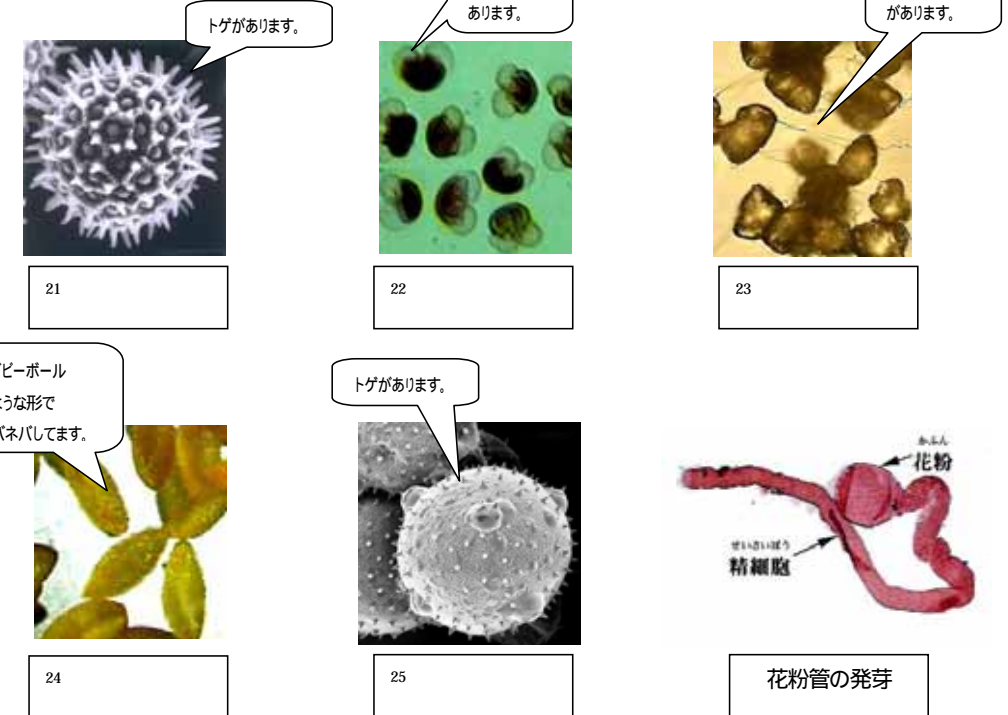 トゲがあります。
あります。
があります。
21
22
23
ビーボール
うな形で
バネバしてます。
トゲがあります。
かふん
花粉
せいさいぼう
精細胞
24
25
花粉管の発芽